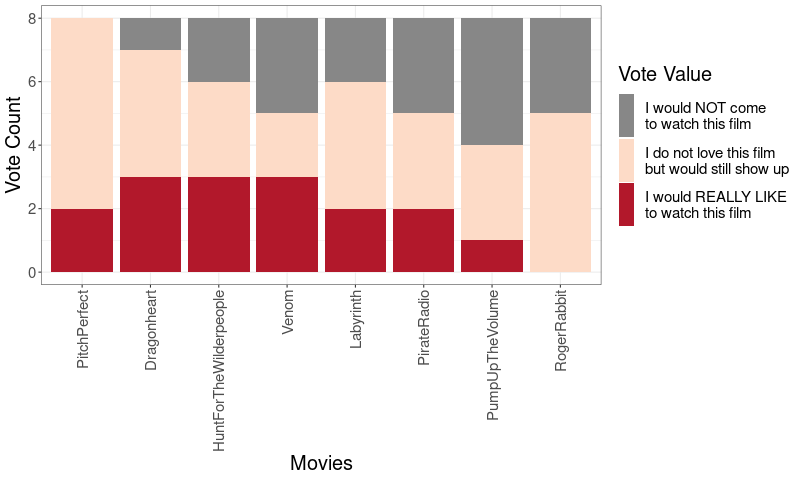 Vote Count
8
6
4
2
0
PitchPerfect
Dragonheart
HuntForTheWilderpeople
Venom
Labyrinth
PirateRadio
PumpUpTheVolume
RogerRabbit
Movies
Vote Value
I would NOT come
to watch this film
I do not love this film
but would still show up
I would REALLY LIKE
to watch this film